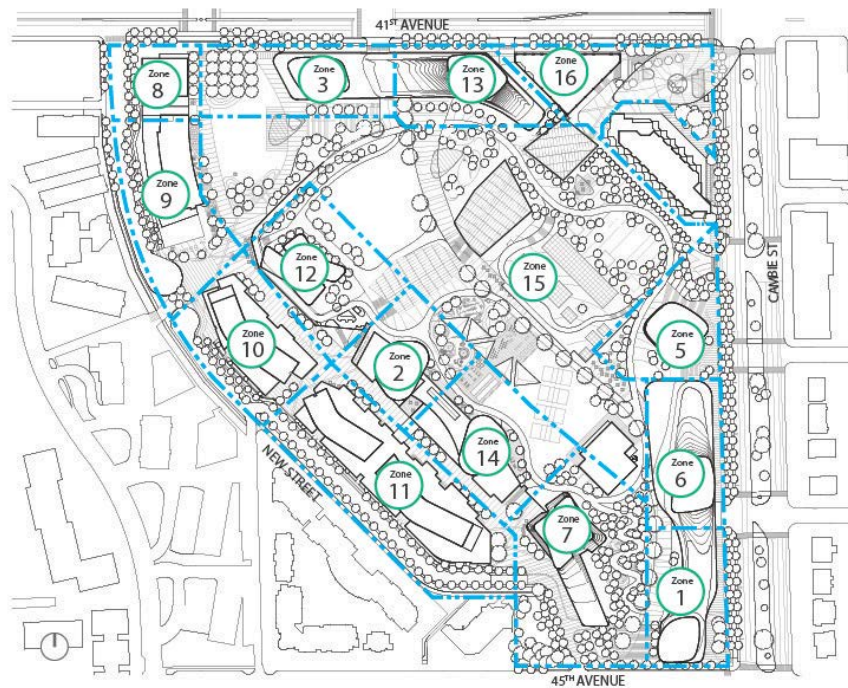 41ST AVENUE
Zone
8
Zone
3
Zone
13
Zone
16
Zone
9
Zone
12
Zone
15
CAMBIE ST
Zone
10
Zone
2
Zone
5
Zone
14
Zone
11
Zone
6
NEW STREET
Zone
7
Zone
1
45TH AVENUE